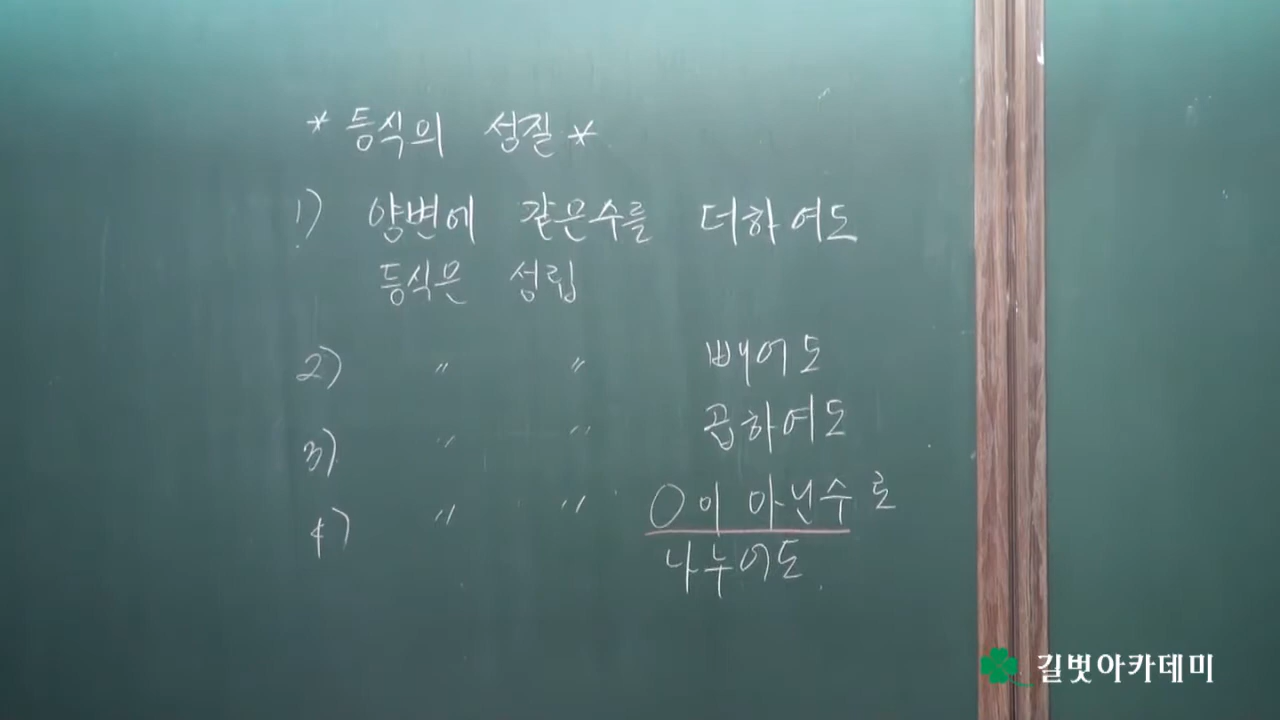 * 등식의 성질 *
1) 양변에 같은수를 더하여도
등식은 성립
2) 〃 〃 빼어도
3) 〃 〃 곱하여도
4) 〃 〃 0이 아닌수로
나누어도
길벗아카데미